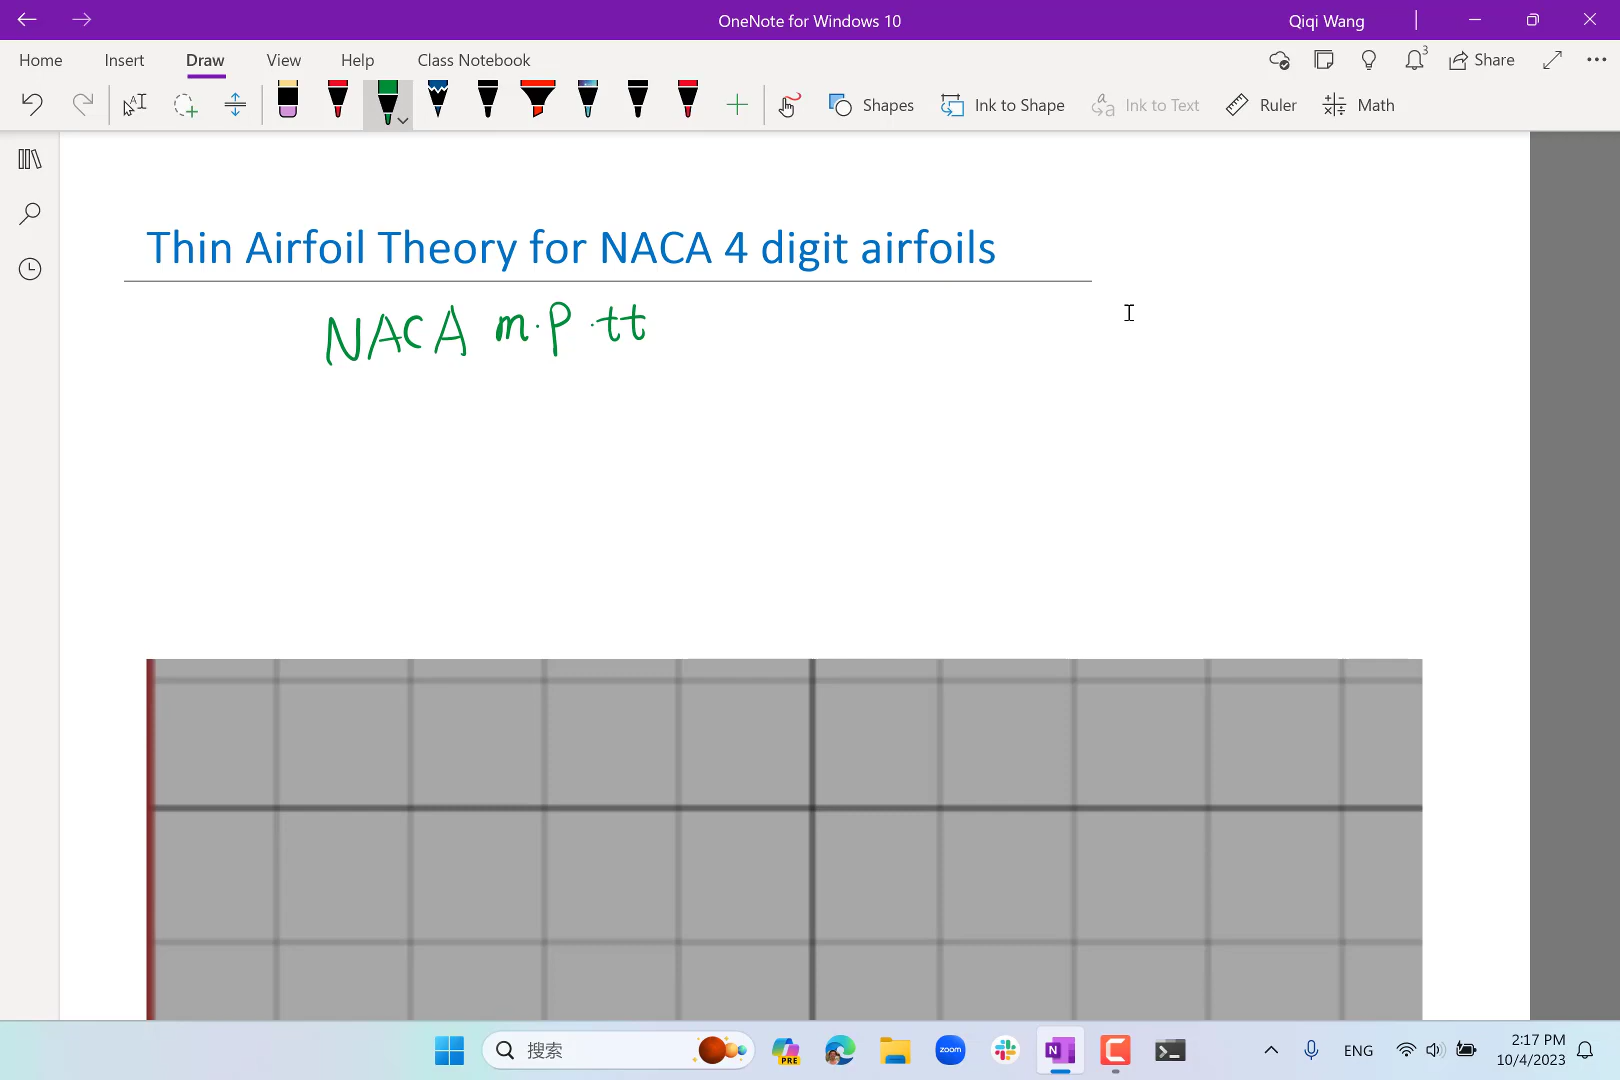 OneNote for Windows 10
Qiqi Wang
Home Insert Draw View Help Class Notebook
3
Share
Shapes Ink to Shape Ink to Text Ruler Math
Thin Airfoil Theory for NACA 4 digit airfoils
NACA m·P·tt
搜索
PRE
zoom
ENG
2:17 PM
10/4/2023